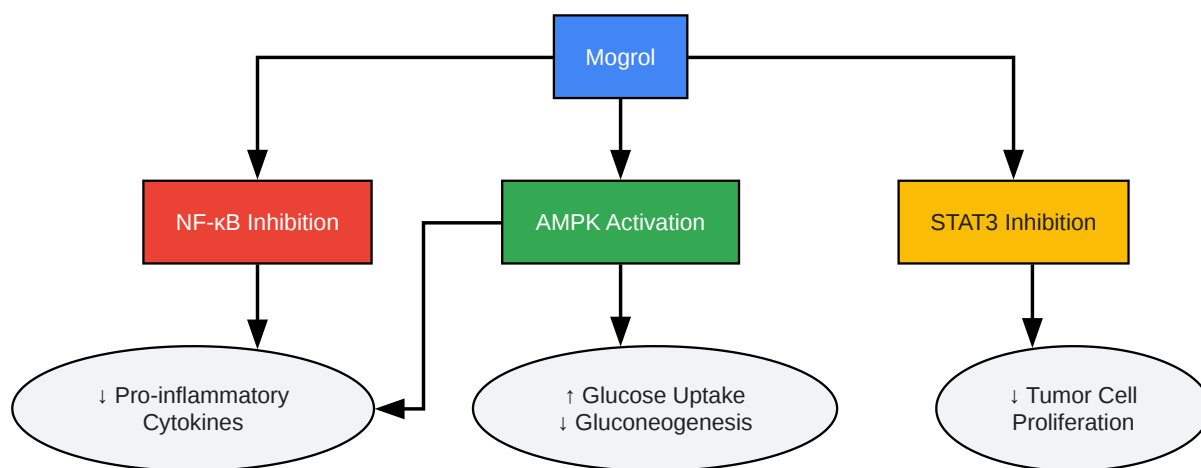 Mogrol
NF-κB Inhibition
AMPK Activation
STAT3 Inhibition
↓ Pro-inflammatory
Cytokines
↑ Glucose Uptake
↓ Gluconeogenesis
↓ Tumor Cell
Proliferation